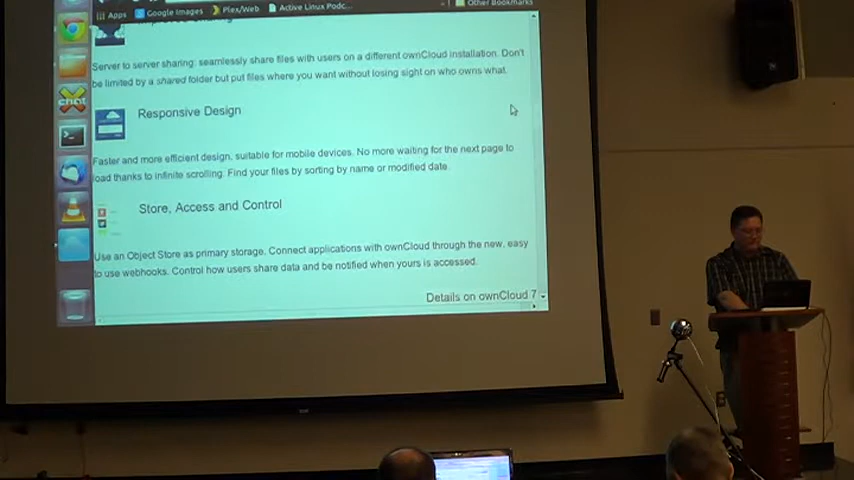 Apps Google Images Plex/Web Active Linux Podc... Other Bookmarks
Server to server sharing: seamlessly share files with users on a different ownCloud installation. Don't
be limited by a shared folder but put files where you want without losing sight on who owns what.
Responsive Design
Faster and more efficient design, suitable for mobile devices. No more waiting for the next page to
load thanks to infinite scrolling. Find your files by sorting by name or modified date.
Store, Access and Control
Use an Object Store as primary storage. Connect applications with ownCloud through the new, easy
to use webhooks. Control how users share data and be notified when yours is accessed.
Details on ownCloud 7
chat